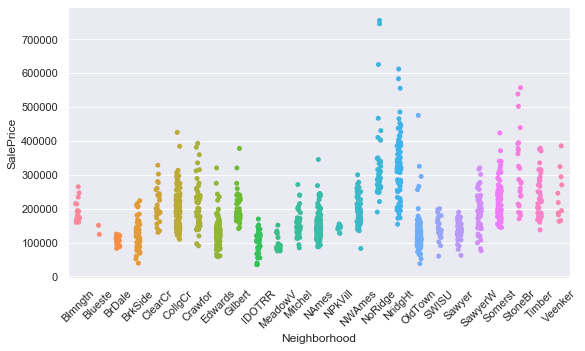 700000
600000
500000
400000
300000
200000
100000
0
SalePrice
Blmngtn
Blueste
BrDale
BrkSide
ClearCr
CollgCr
Crawfor
Edwards
Gilbert
IDOTRR
MeadowV
Mitchel
NAmes
NPkVill
NWAmes
NoRidge
NridgHt
OldTown
SWISU
Sawyer
SawyerW
Somerst
StoneBr
Timber
Veenker
Neighborhood